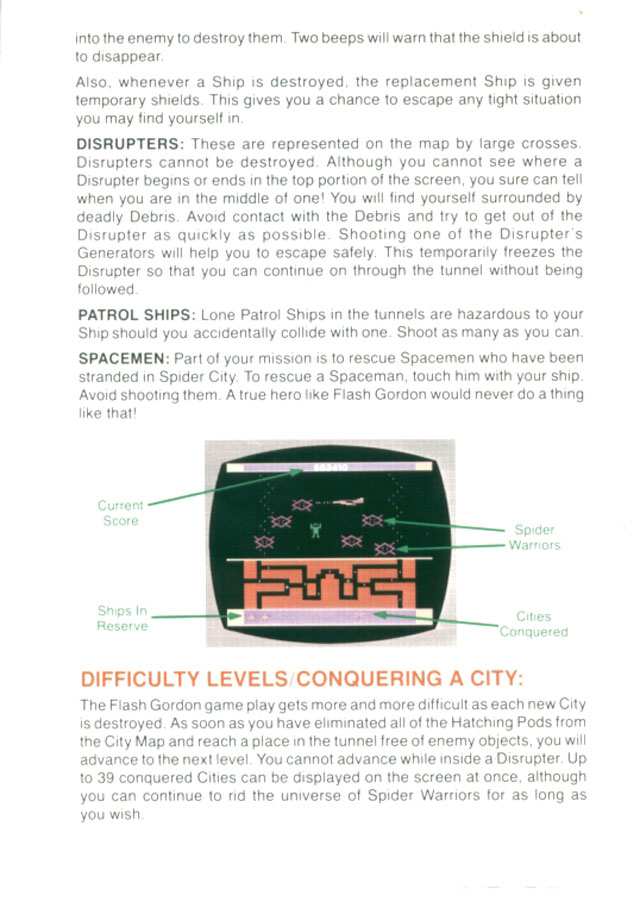 into the enemy to destroy them. Two beeps will warn that the shield is about
to disappear.
Also, whenever a Ship is destroyed, the replacement Ship is given
temporary shields. This gives you a chance to escape any tight situation
you may find yourself in.
DISRUPTERS: These are represented on the map by large crosses.
Disrupters cannot be destroyed. Although you cannot see where a
Disrupter begins or ends in the top portion of the screen, you sure can tell
when you are in the middle of one! You will find yourself surrounded by
deadly Debris. Avoid contact with the Debris and try to get out of the
Disrupter as quickly as possible. Shooting one of the Disrupter's
Generators will help you to escape safely. This temporarily freezes the
Disrupter so that you can continue on through the tunnel without being
followed.
PATROL SHIPS: Lone Patrol Ships in the tunnels are hazardous to your
Ship should you accidentally collide with one. Shoot as many as you can.
SPACEMEN: Part of your mission is to rescue Spacemen who have been
stranded in Spider City. To rescue a Spaceman, touch him with your ship.
Avoid shooting them. A true hero like Flash Gordon would never do a thing
like that!
Current
Score
Spider
Warriors
Ships In
Reserve
Cities
Conquered
DIFFICULTY LEVELS/CONQUERING A CITY:
The Flash Gordon game play gets more and more difficult as each new City
is destroyed. As soon as you have eliminated all of the Hatching Pods from
the City Map and reach a place in the tunnel free of enemy objects, you will
advance to the next level. You cannot advance while inside a Disrupter. Up
to 39 conquered Cities can be displayed on the screen at once, although
you can continue to rid the universe of Spider Warriors for as long as
you wish.